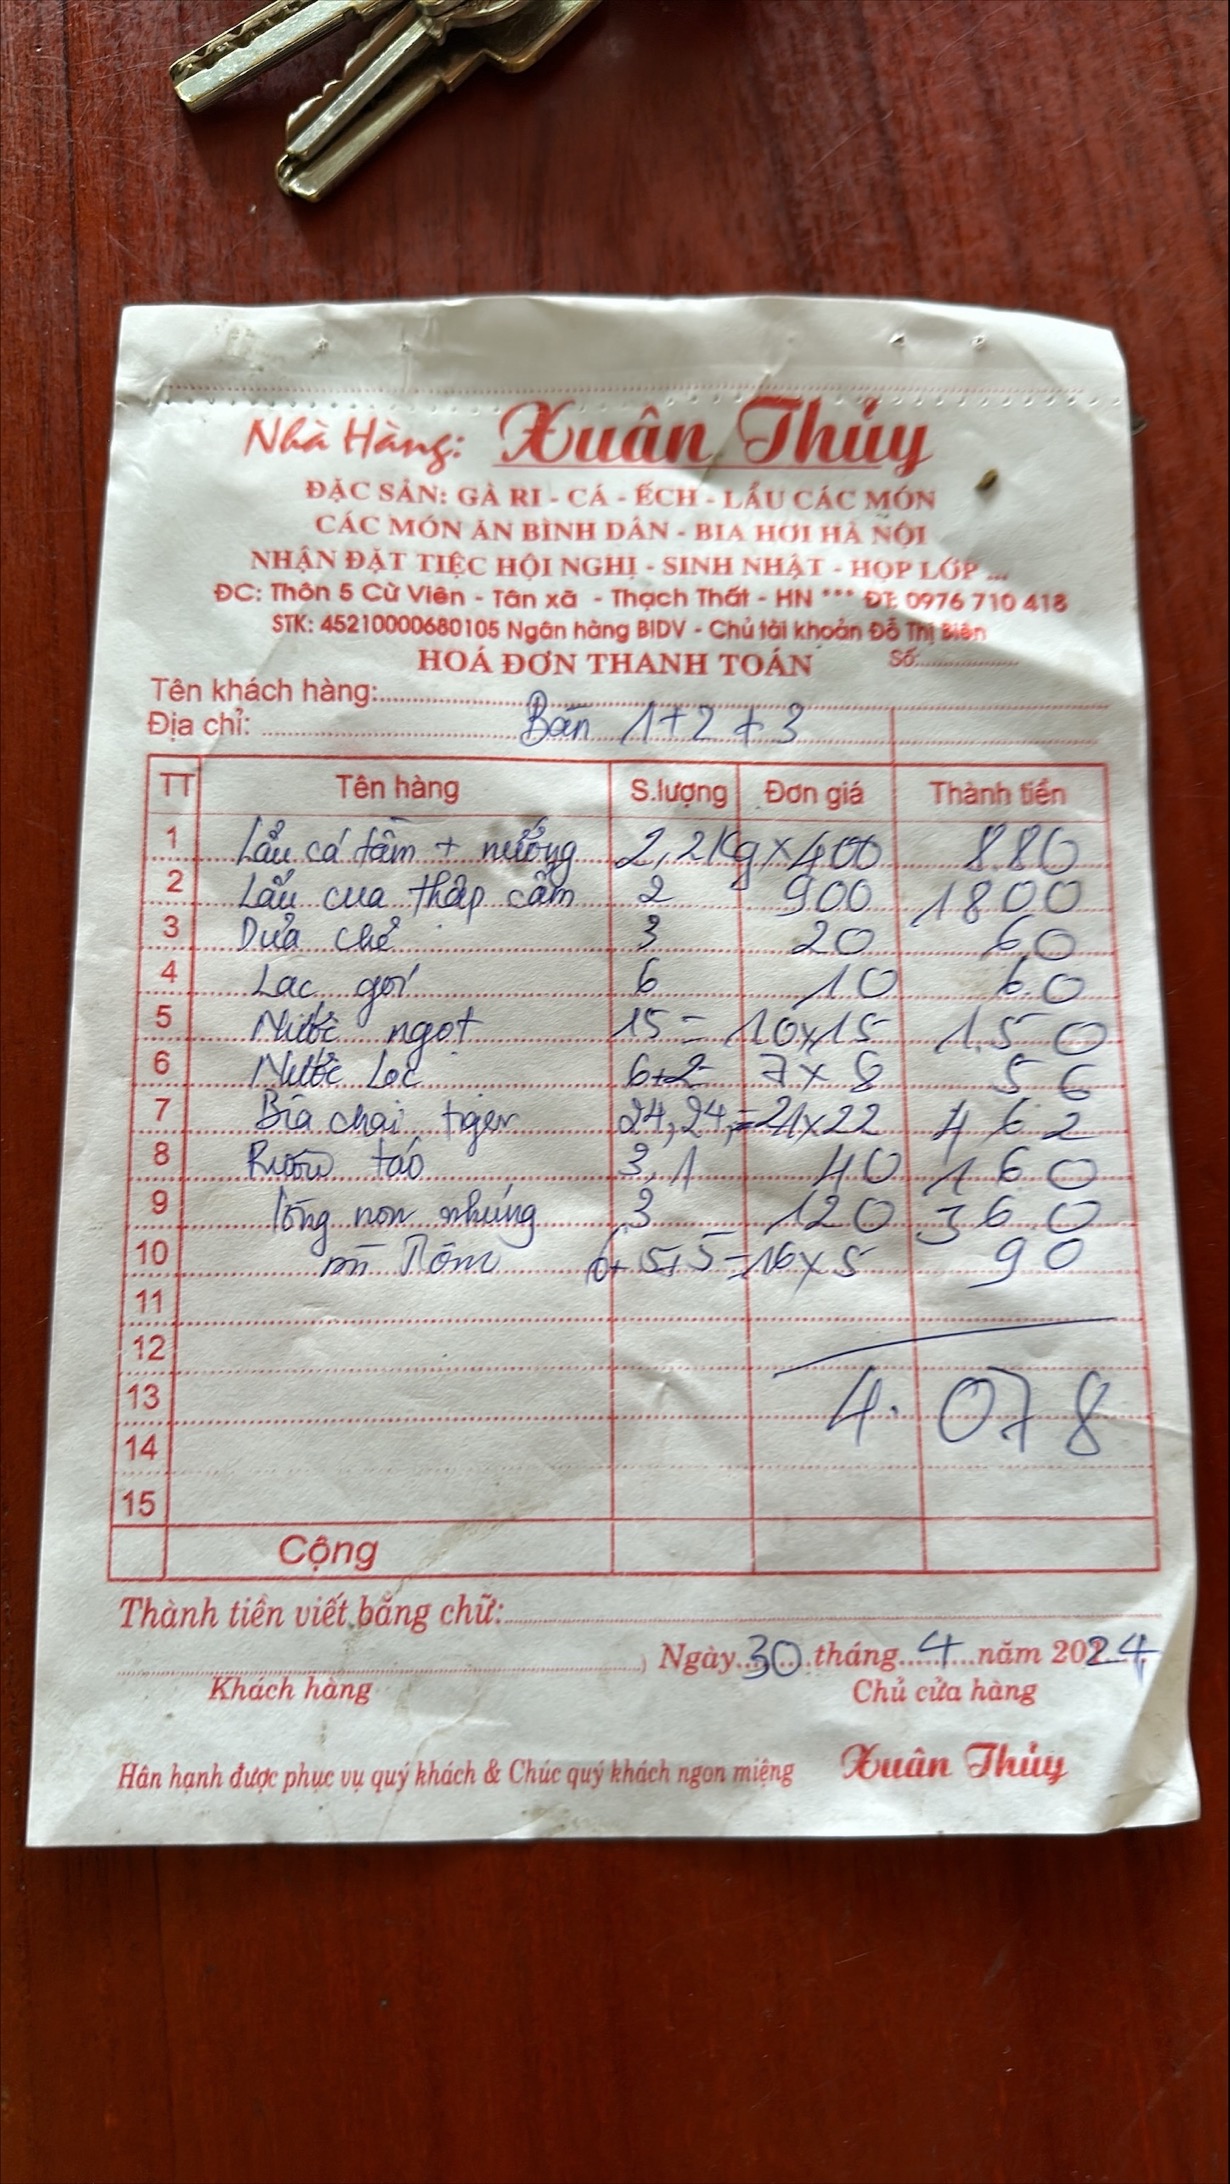 Nhà Hàng: Xuân Thủy
ĐẶC SẢN: GÀ RI - CÁ - ẾCH - LẨU CÁC MÓN
CÁC MÓN ĂN BÌNH DÂN - BIA HƠI HÀ NỘI
NHẬN ĐẶT TIỆC HỘI NGHỊ - SINH NHẬT - HỌP LỚP ...
ĐC: Thôn 5 Cừ Viên - Tân xã - Thạch Thất - HN *** ĐT: 0976 710 418
STK: 45210000680105 Ngân hàng BIDV - Chủ tài khoản Đỗ Thị Biên
HOÁ ĐƠN THANH TOÁN Số:
Tên khách hàng:
Địa chỉ: Bàn 1+2+3
TT Tên hàng S.lượng Đơn giá Thành tiền
1 Lẩu cá tầm + nướng 2,2Kg x 400 880
2 Lẩu cua thập cẩm 2 900 1800
3 Dưa chẻ 3 20 60
4 Lạc gói 6 10 60
5 Nước ngọt 15 = 10x15 150
6 Nước Lọc 6+2 7 x 8 56
7 Bia chai tiger 24,24,= 21x22 462
8 Rượu táo 3,1 40 160
9 lòng non nhúng 3 120 360
10 mì Tôm 6+5+5=16x5 90
11
12
13 4.078
14
15
Cộng
Thành tiền viết bằng chữ:
, Ngày 30 tháng 4 năm 2024
Khách hàng Chủ cửa hàng
Hân hạnh được phục vụ quý khách & Chúc quý khách ngon miệng Xuân Thủy